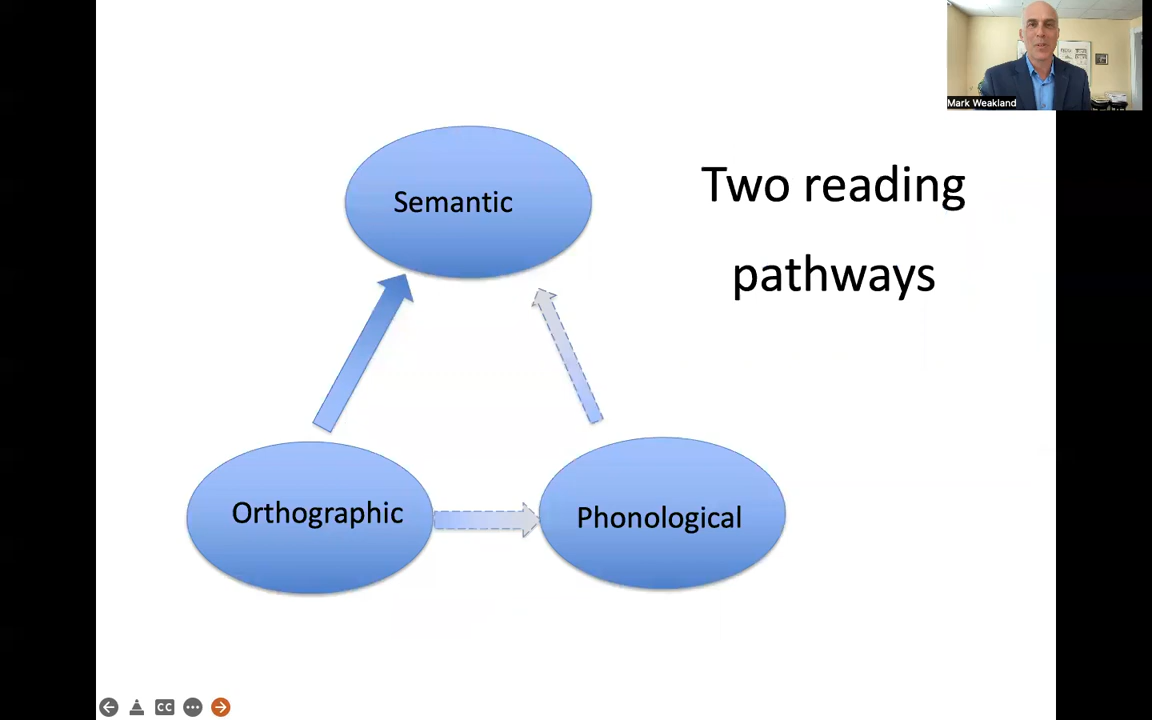 Mark Weakland
Two reading
pathways
Semantic
Orthographic
Phonological
CC